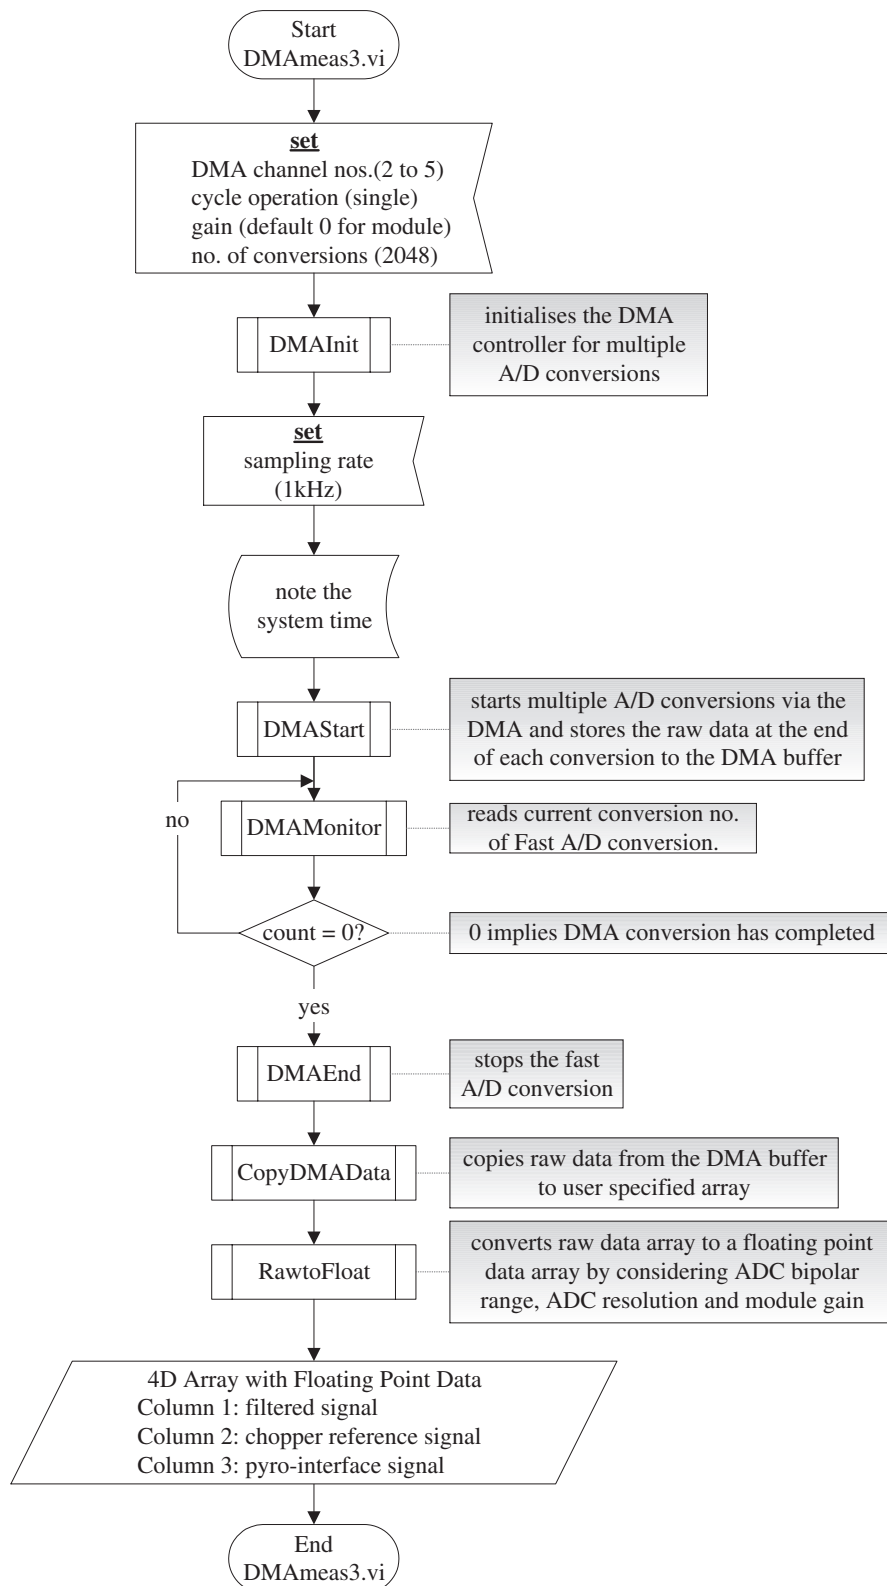 Start
DMAmeas3.vi
set
DMA channel nos.(2 to 5)
cycle operation (single)
gain (default 0 for module)
no. of conversions (2048)
DMAInit
initialises the DMA
controller for multiple
A/D conversions
set
sampling rate
(1kHz)
note the
system time
DMAStart
starts multiple A/D conversions via the
DMA and stores the raw data at the end
of each conversion to the DMA buffer
no
DMAMonitor
reads current conversion no.
of Fast A/D conversion.
count = 0?
0 implies DMA conversion has completed
yes
DMAEnd
stops the fast
A/D conversion
CopyDMAData
copies raw data from the DMA buffer
to user specified array
RawtoFloat
converts raw data array to a floating point
data array by considering ADC bipolar
range, ADC resolution and module gain
4D Array with Floating Point Data
Column 1: filtered signal
Column 2: chopper reference signal
Column 3: pyro-interface signal
End
DMAmeas3.vi